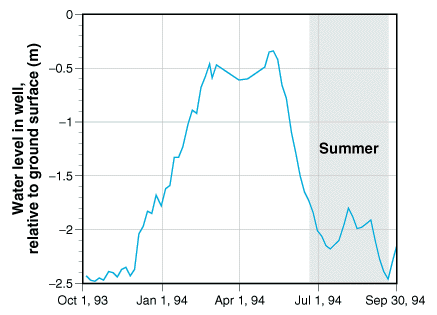 Water level in well,
relative to ground surface (m)
0
−0.5
−1
−1.5
−2
−2.5
Summer
Oct 1, 93
Jan 1, 94
Apr 1, 94
Jul 1, 94
Sep 30, 94